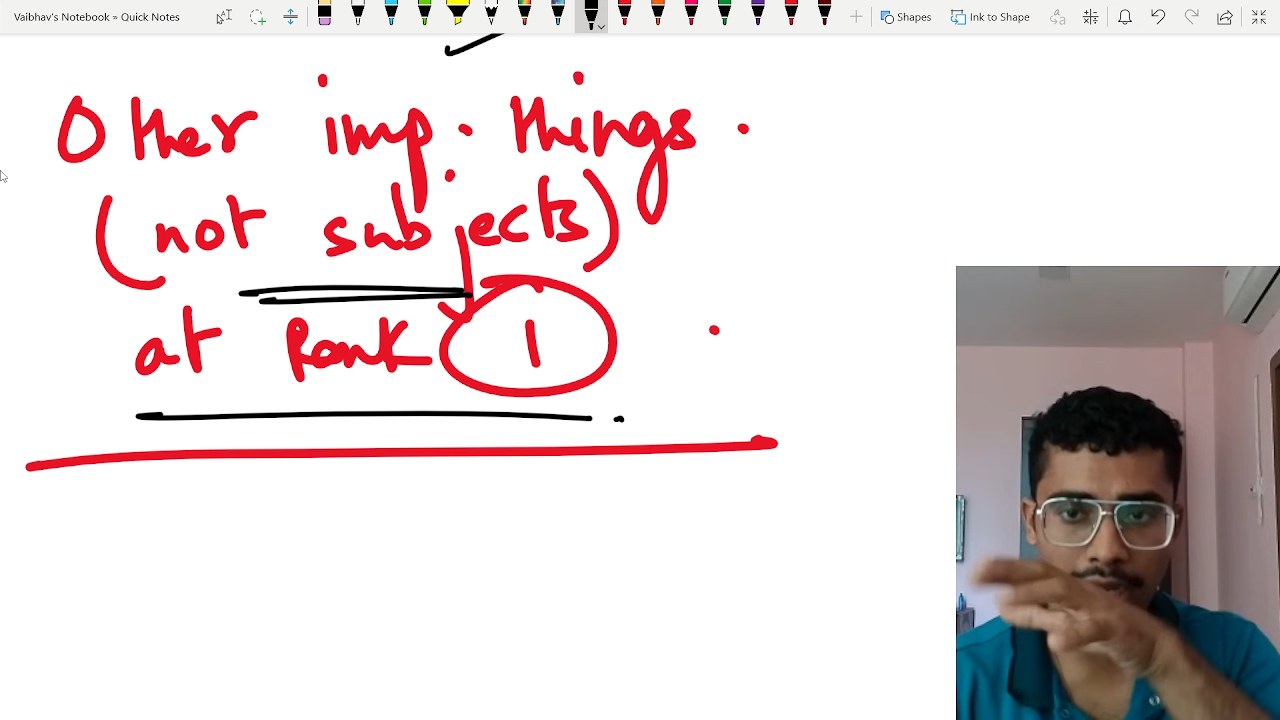 Vaibhav's Notebook » Quick Notes
Shapes
Ink to Shape
Other imp. things.
(not subjects)
at Rank 1